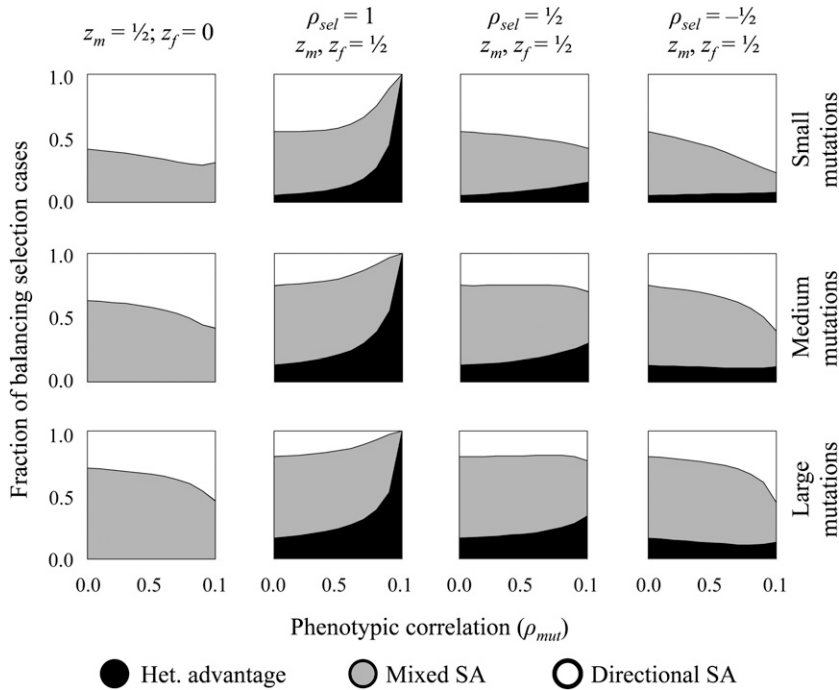 z_m = ½; z_f = 0
ρ_sel = 1
z_m, z_f = ½
ρ_sel = ½
z_m, z_f = ½
ρ_sel = –½
z_m, z_f = ½
Fraction of balancing selection cases
1.0
0.5
0.0
Small
mutations
1.0
0.5
0.0
Medium
mutations
1.0
0.5
0.0
Large
mutations
0.0 0.5 0.1
0.0 0.5 0.1
0.0 0.5 0.1
0.0 0.5 0.1
Phenotypic correlation (ρ_mut)
Het. advantage
Mixed SA
Directional SA